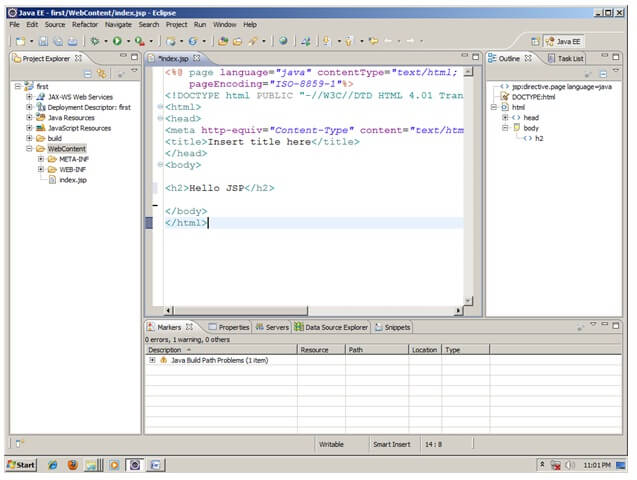 Java EE - first/WebContent/index.jsp - Eclipse
File Edit Source Refactor Navigate Search Project Run Window Help
Java EE
Project Explorer
first
JAX-WS Web Services
Deployment Descriptor: first
Java Resources
JavaScript Resources
build
WebContent
META-INF
WEB-INF
index.jsp
*index.jsp
<%@ page language="java" contentType="text/html;
pageEncoding="ISO-8859-1"%>
<!DOCTYPE html PUBLIC "-//W3C//DTD HTML 4.01 Tran
<html>
<head>
<meta http-equiv="Content-Type" content="text/htm
<title>Insert title here</title>
</head>
<body>
<h2>Hello JSP</h2>
</body>
</html>
Outline Task List
jsp:directive.page language=java
DOCTYPE:html
html
head
body
h2
Markers Properties Servers Data Source Explorer Snippets
0 errors, 1 warning, 0 others
Description Resource Path Location Type
Java Build Path Problems (1 item)
Writable Smart Insert 14 : 8
Start 11:01 PM